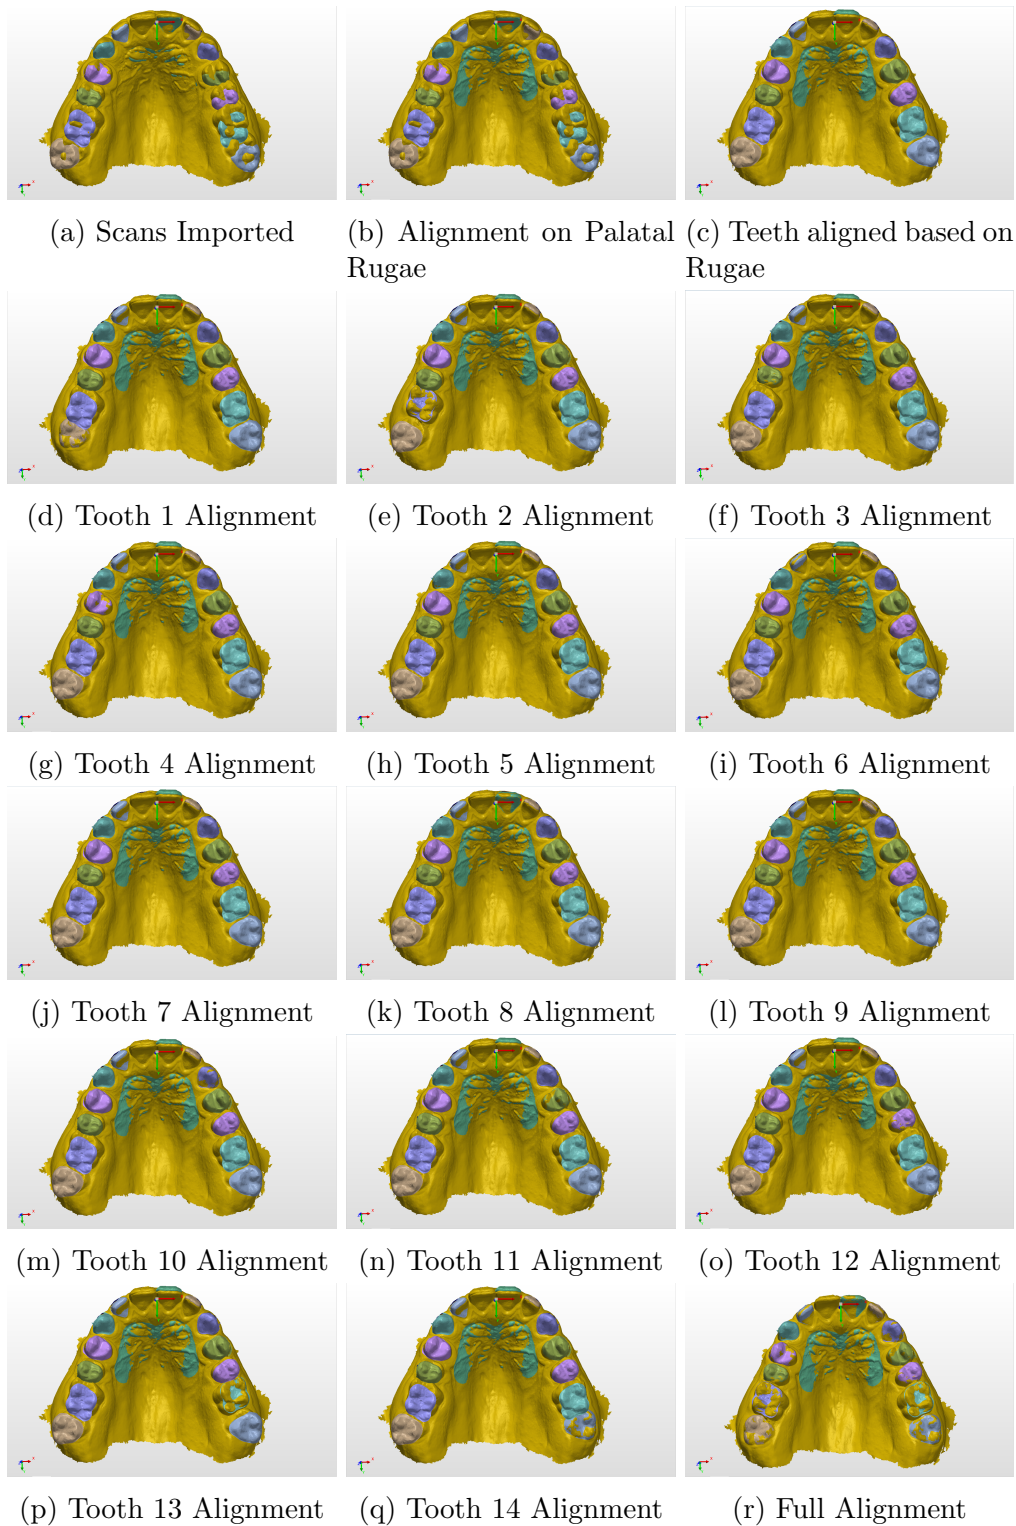 (a) Scans Imported
(b) Alignment on Palatal
Rugae
(c) Teeth aligned based on
Rugae
(d) Tooth 1 Alignment
(e) Tooth 2 Alignment
(f) Tooth 3 Alignment
(g) Tooth 4 Alignment
(h) Tooth 5 Alignment
(i) Tooth 6 Alignment
(j) Tooth 7 Alignment
(k) Tooth 8 Alignment
(l) Tooth 9 Alignment
(m) Tooth 10 Alignment
(n) Tooth 11 Alignment
(o) Tooth 12 Alignment
(p) Tooth 13 Alignment
(q) Tooth 14 Alignment
(r) Full Alignment